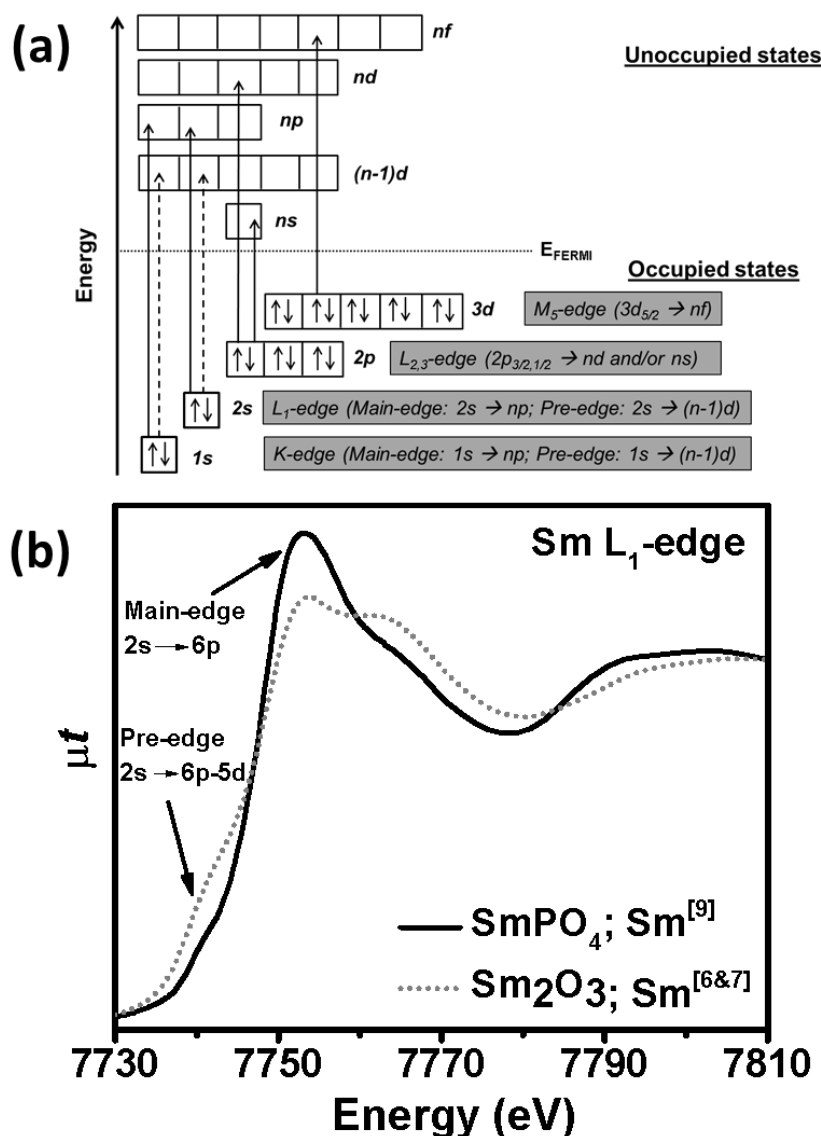 (a)
nf
Unoccupied states
nd
np
(n-1)d
ns
E_FERMI
Occupied states
Energy
3d M₅-edge (3d₅/₂ → nf)
2p L₂,₃-edge (2p₃/₂,₁/₂ → nd and/or ns)
2s L₁-edge (Main-edge: 2s → np; Pre-edge: 2s → (n-1)d)
1s K-edge (Main-edge: 1s → np; Pre-edge: 1s → (n-1)d)
(b)
Sm L₁-edge
Main-edge
2s→6p
Pre-edge
2s→6p-5d
μt
SmPO₄; Sm^[9]
Sm₂O₃; Sm^[6&7]
7730 7750 7770 7790 7810
Energy (eV)